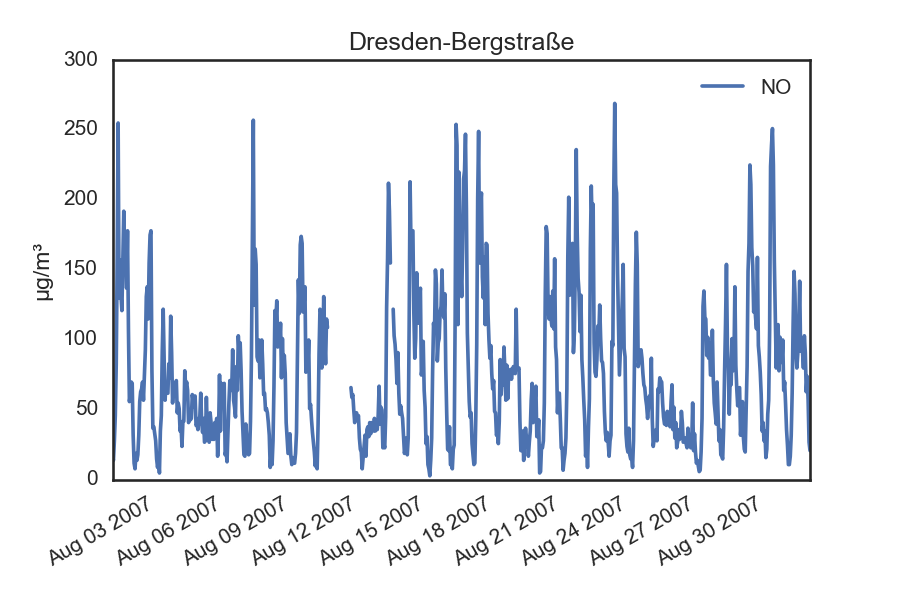 Dresden-Bergstraße
NO
µg/m³
300
250
200
150
100
50
0
Aug 03 2007
Aug 06 2007
Aug 09 2007
Aug 12 2007
Aug 15 2007
Aug 18 2007
Aug 21 2007
Aug 24 2007
Aug 27 2007
Aug 30 2007